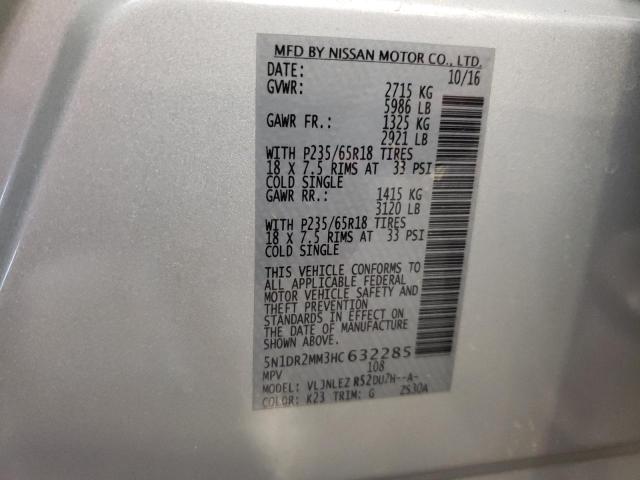 MFD BY NISSAN MOTOR CO., LTD.
DATE: 10/16
GVWR: 2715 KG
5986 LB
GAWR FR.: 1325 KG
2921 LB
WITH P235/65R18 TIRES
18 X 7.5 RIMS AT 33 PSI
COLD SINGLE
GAWR RR.: 1415 KG
3120 LB
WITH P235/65R18 TIRES
18 X 7.5 RIMS AT 33 PSI
COLD SINGLE
THIS VEHICLE CONFORMS TO
ALL APPLICABLE FEDERAL
MOTOR VEHICLE SAFETY AND
THEFT PREVENTION
STANDARDS IN EFFECT ON
THE DATE OF MANUFACTURE
SHOWN ABOVE.
5N1DR2MM3HC632285
MPV 108
MODEL: VLJNLEZ R52DUZH--A-
COLOR: K23 TRIM: G ZS30A